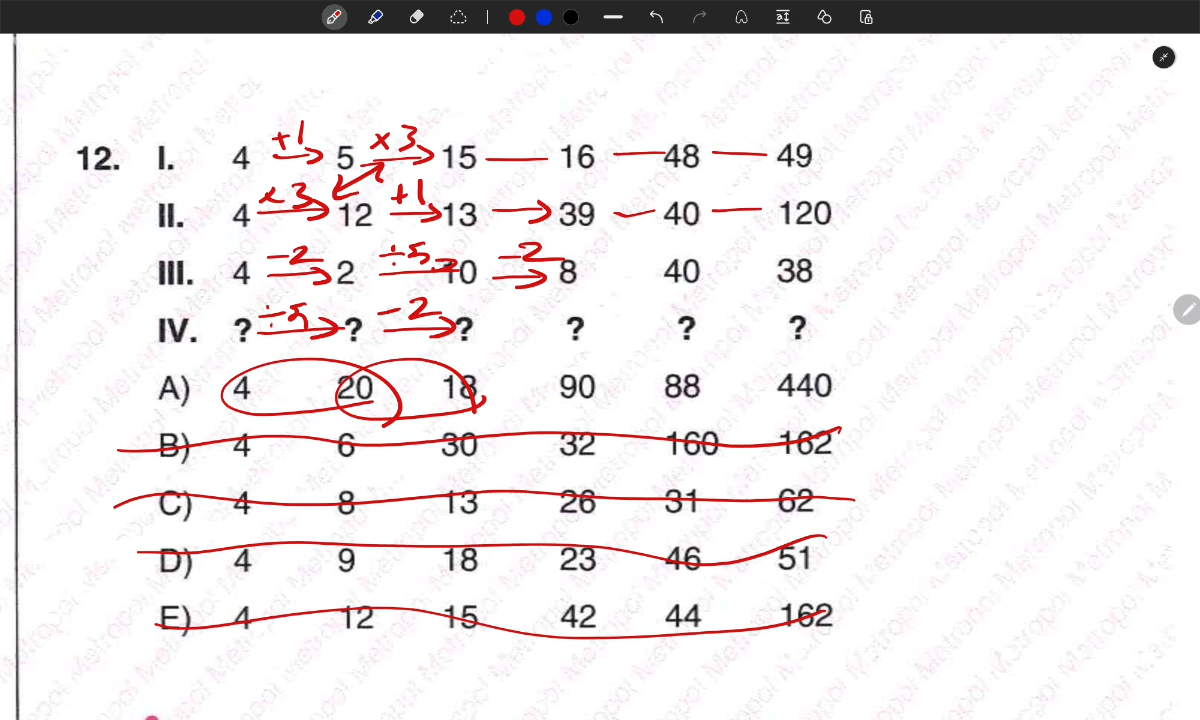 +1 ×3
12. I. 4 5 15 16 48 49
×3 +1
II. 4 12 13 39 40 120
−2 ÷5 −2
III. 4 2 10 8 40 38
÷5 −2
IV. ? ? ? ? ? ?
A) 4 20 18 90 88 440
B) 4 6 30 32 160 162
C) 4 8 13 26 31 62
D) 4 9 18 23 46 51
E) 4 12 15 42 44 162